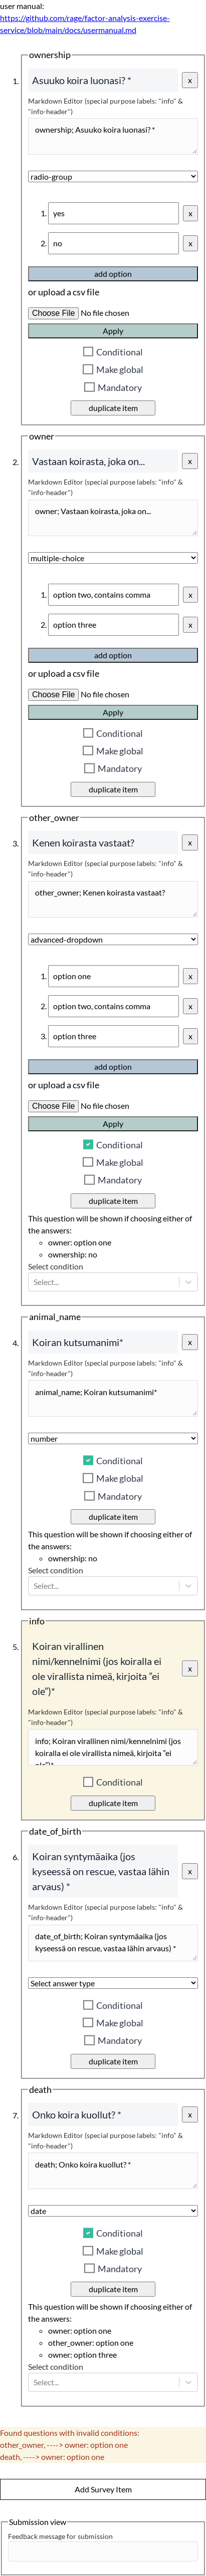 user manual:
https://github.com/rage/factor-analysis-exercise-
service/blob/main/docs/usermanual.md
ownership
1.
Asuuko koira luonasi? *
x
Markdown Editor (special purpose labels: "info" &
"info-header")
ownership; Asuuko koira luonasi? *
radio-group
1. yes
x
2. no
x
add option
or upload a csv file
Choose File No file chosen
Apply
Conditional
Make global
Mandatory
duplicate item
owner
2.
Vastaan koirasta, joka on...
x
Markdown Editor (special purpose labels: "info" &
"info-header")
owner; Vastaan koirasta, joka on...
multiple-choice
1. option two, contains comma
x
2. option three
x
add option
or upload a csv file
Choose File No file chosen
Apply
Conditional
Make global
Mandatory
duplicate item
other_owner
3.
Kenen koirasta vastaat?
x
Markdown Editor (special purpose labels: "info" &
"info-header")
other_owner; Kenen koirasta vastaat?
advanced-dropdown
1. option one
x
2. option two, contains comma
x
3. option three
x
add option
or upload a csv file
Choose File No file chosen
Apply
Conditional
Make global
Mandatory
duplicate item
This question will be shown if choosing either of
the answers:
owner: option one
ownership: no
Select condition
Select...
animal_name
4.
Koiran kutsumanimi*
x
Markdown Editor (special purpose labels: "info" &
"info-header")
animal_name; Koiran kutsumanimi*
number
Conditional
Make global
Mandatory
duplicate item
This question will be shown if choosing either of
the answers:
ownership: no
Select condition
Select...
info
5.
Koiran virallinen
nimi/kennelnimi (jos koiralla ei
ole virallista nimeä, kirjoita ”ei
ole”)*
x
Markdown Editor (special purpose labels: "info" &
"info-header")
info; Koiran virallinen nimi/kennelnimi (jos
koiralla ei ole virallista nimeä, kirjoita ”ei
ole”)*
Conditional
duplicate item
date_of_birth
6.
Koiran syntymäaika (jos
kyseessä on rescue, vastaa lähin
arvaus) *
x
Markdown Editor (special purpose labels: "info" &
"info-header")
date_of_birth; Koiran syntymäaika (jos
kyseessä on rescue, vastaa lähin arvaus) *
Select answer type
Conditional
Make global
Mandatory
duplicate item
death
7.
Onko koira kuollut? *
x
Markdown Editor (special purpose labels: "info" &
"info-header")
death; Onko koira kuollut? *
date
Conditional
Make global
Mandatory
duplicate item
This question will be shown if choosing either of
the answers:
owner: option one
other_owner: option one
owner: option three
Select condition
Select...
Found questions with invalid conditions:
other_owner, ----> owner: option one
death, ----> owner: option one
Add Survey Item
Submission view
Feedback message for submission